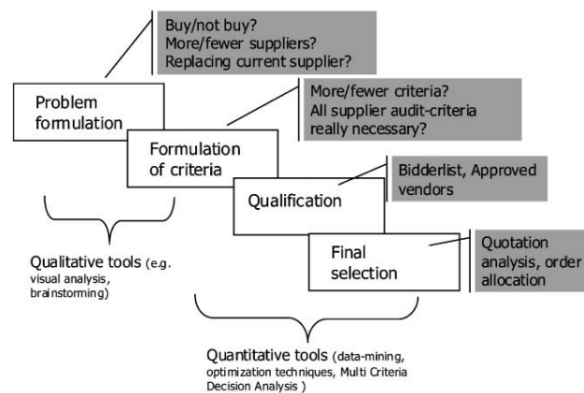 Buy/not buy?
More/fewer suppliers?
Replacing current supplier?
Problem
formulation
More/fewer criteria?
All supplier audit-criteria
really necessary?
Formulation
of criteria
Bidderlist, Approved
vendors
Qualification
Final
selection
Quotation
analysis, order
allocation
Qualitative tools (e.g.
visual analysis,
brainstorming)
Quantitative tools (data-mining,
optimization techniques, Multi Criteria
Decision Analysis )